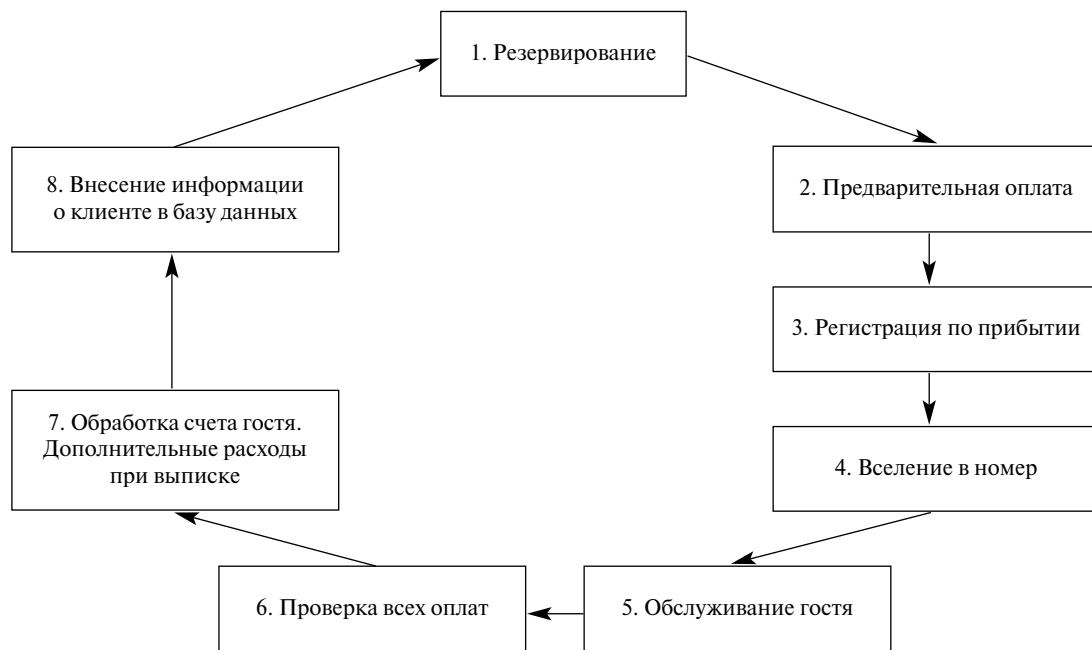 1. Резервирование
2. Предварительная оплата
3. Регистрация по прибытии
4. Вселение в номер
5. Обслуживание гостя
6. Проверка всех оплат
7. Обработка счета гостя.
Дополнительные расходы
при выписке
8. Внесение информации
о клиенте в базу данных